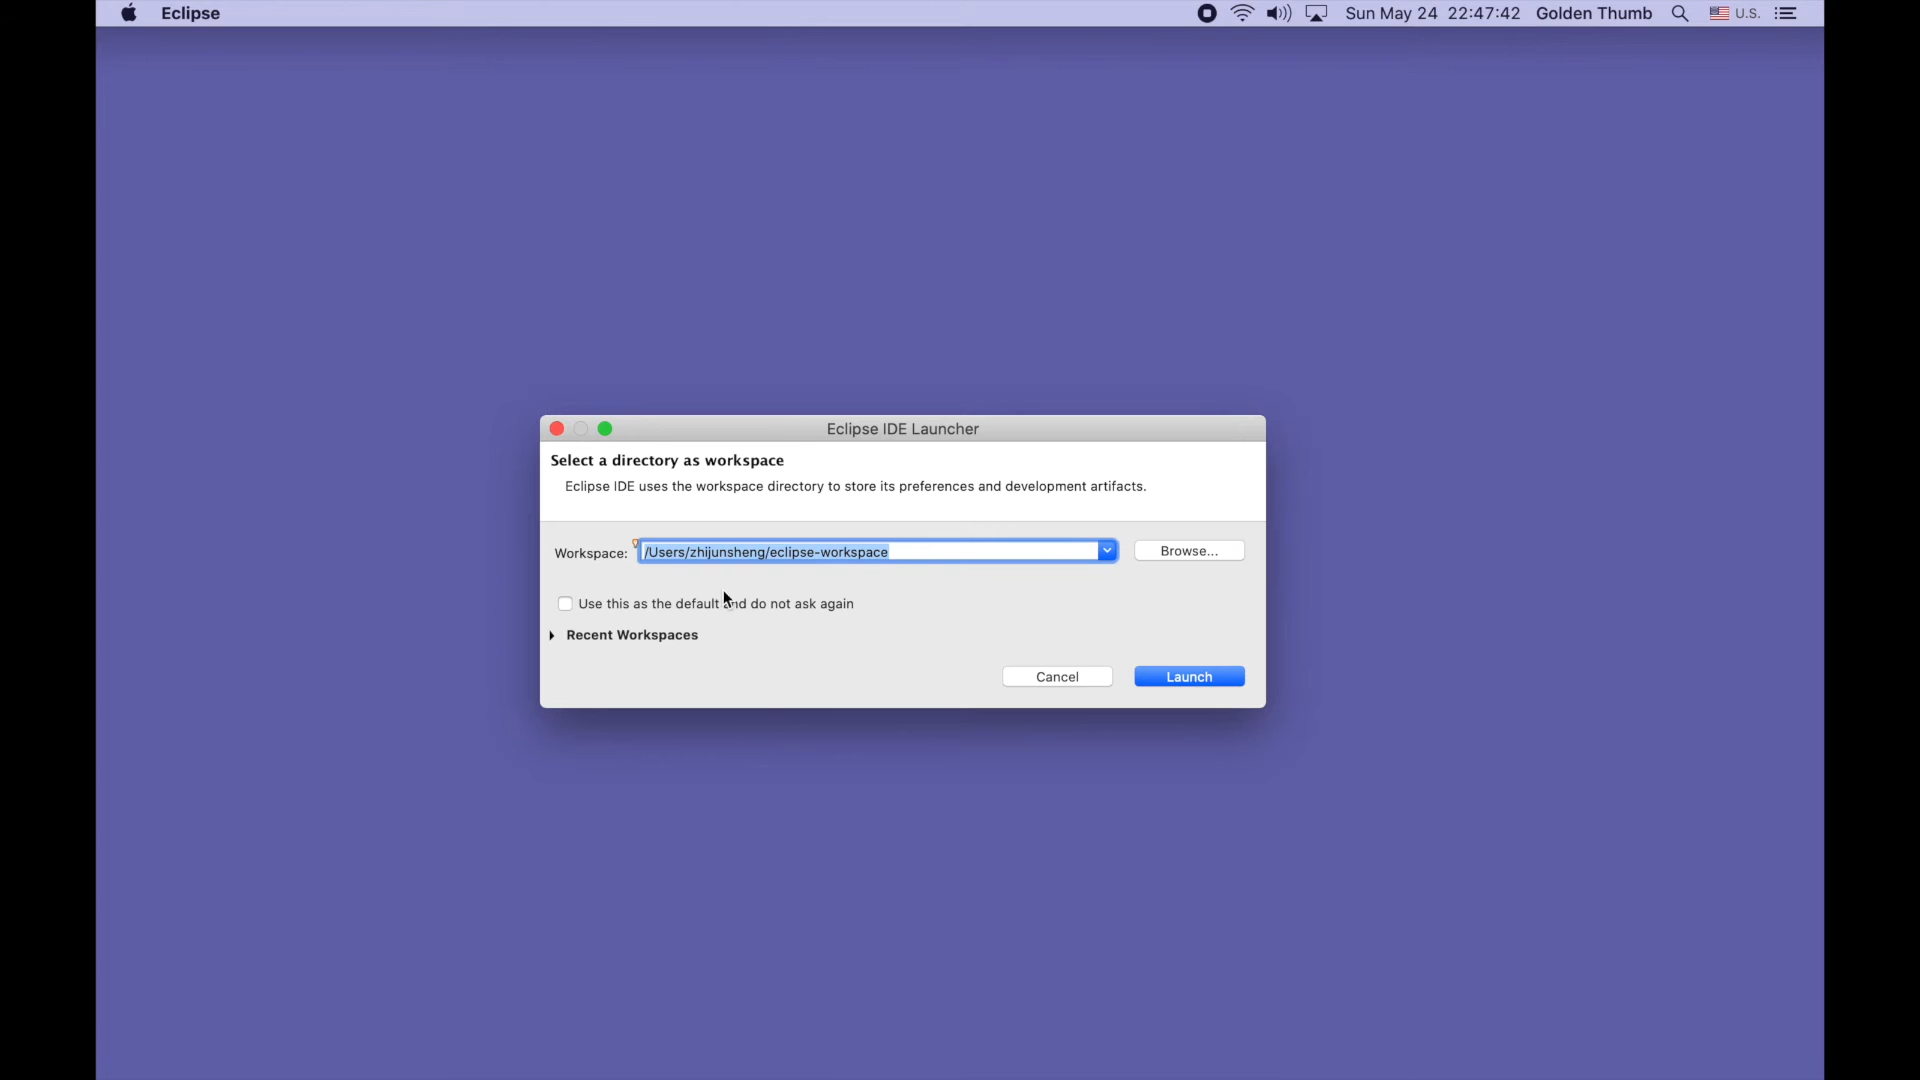 Eclipse
Sun May 24 22:47:42 Golden Thumb U.S.
Eclipse IDE Launcher
Select a directory as workspace
Eclipse IDE uses the workspace directory to store its preferences and development artifacts.
Workspace: /Users/zhijunsheng/eclipse-workspace Browse...
Use this as the default and do not ask again
Recent Workspaces
Cancel Launch